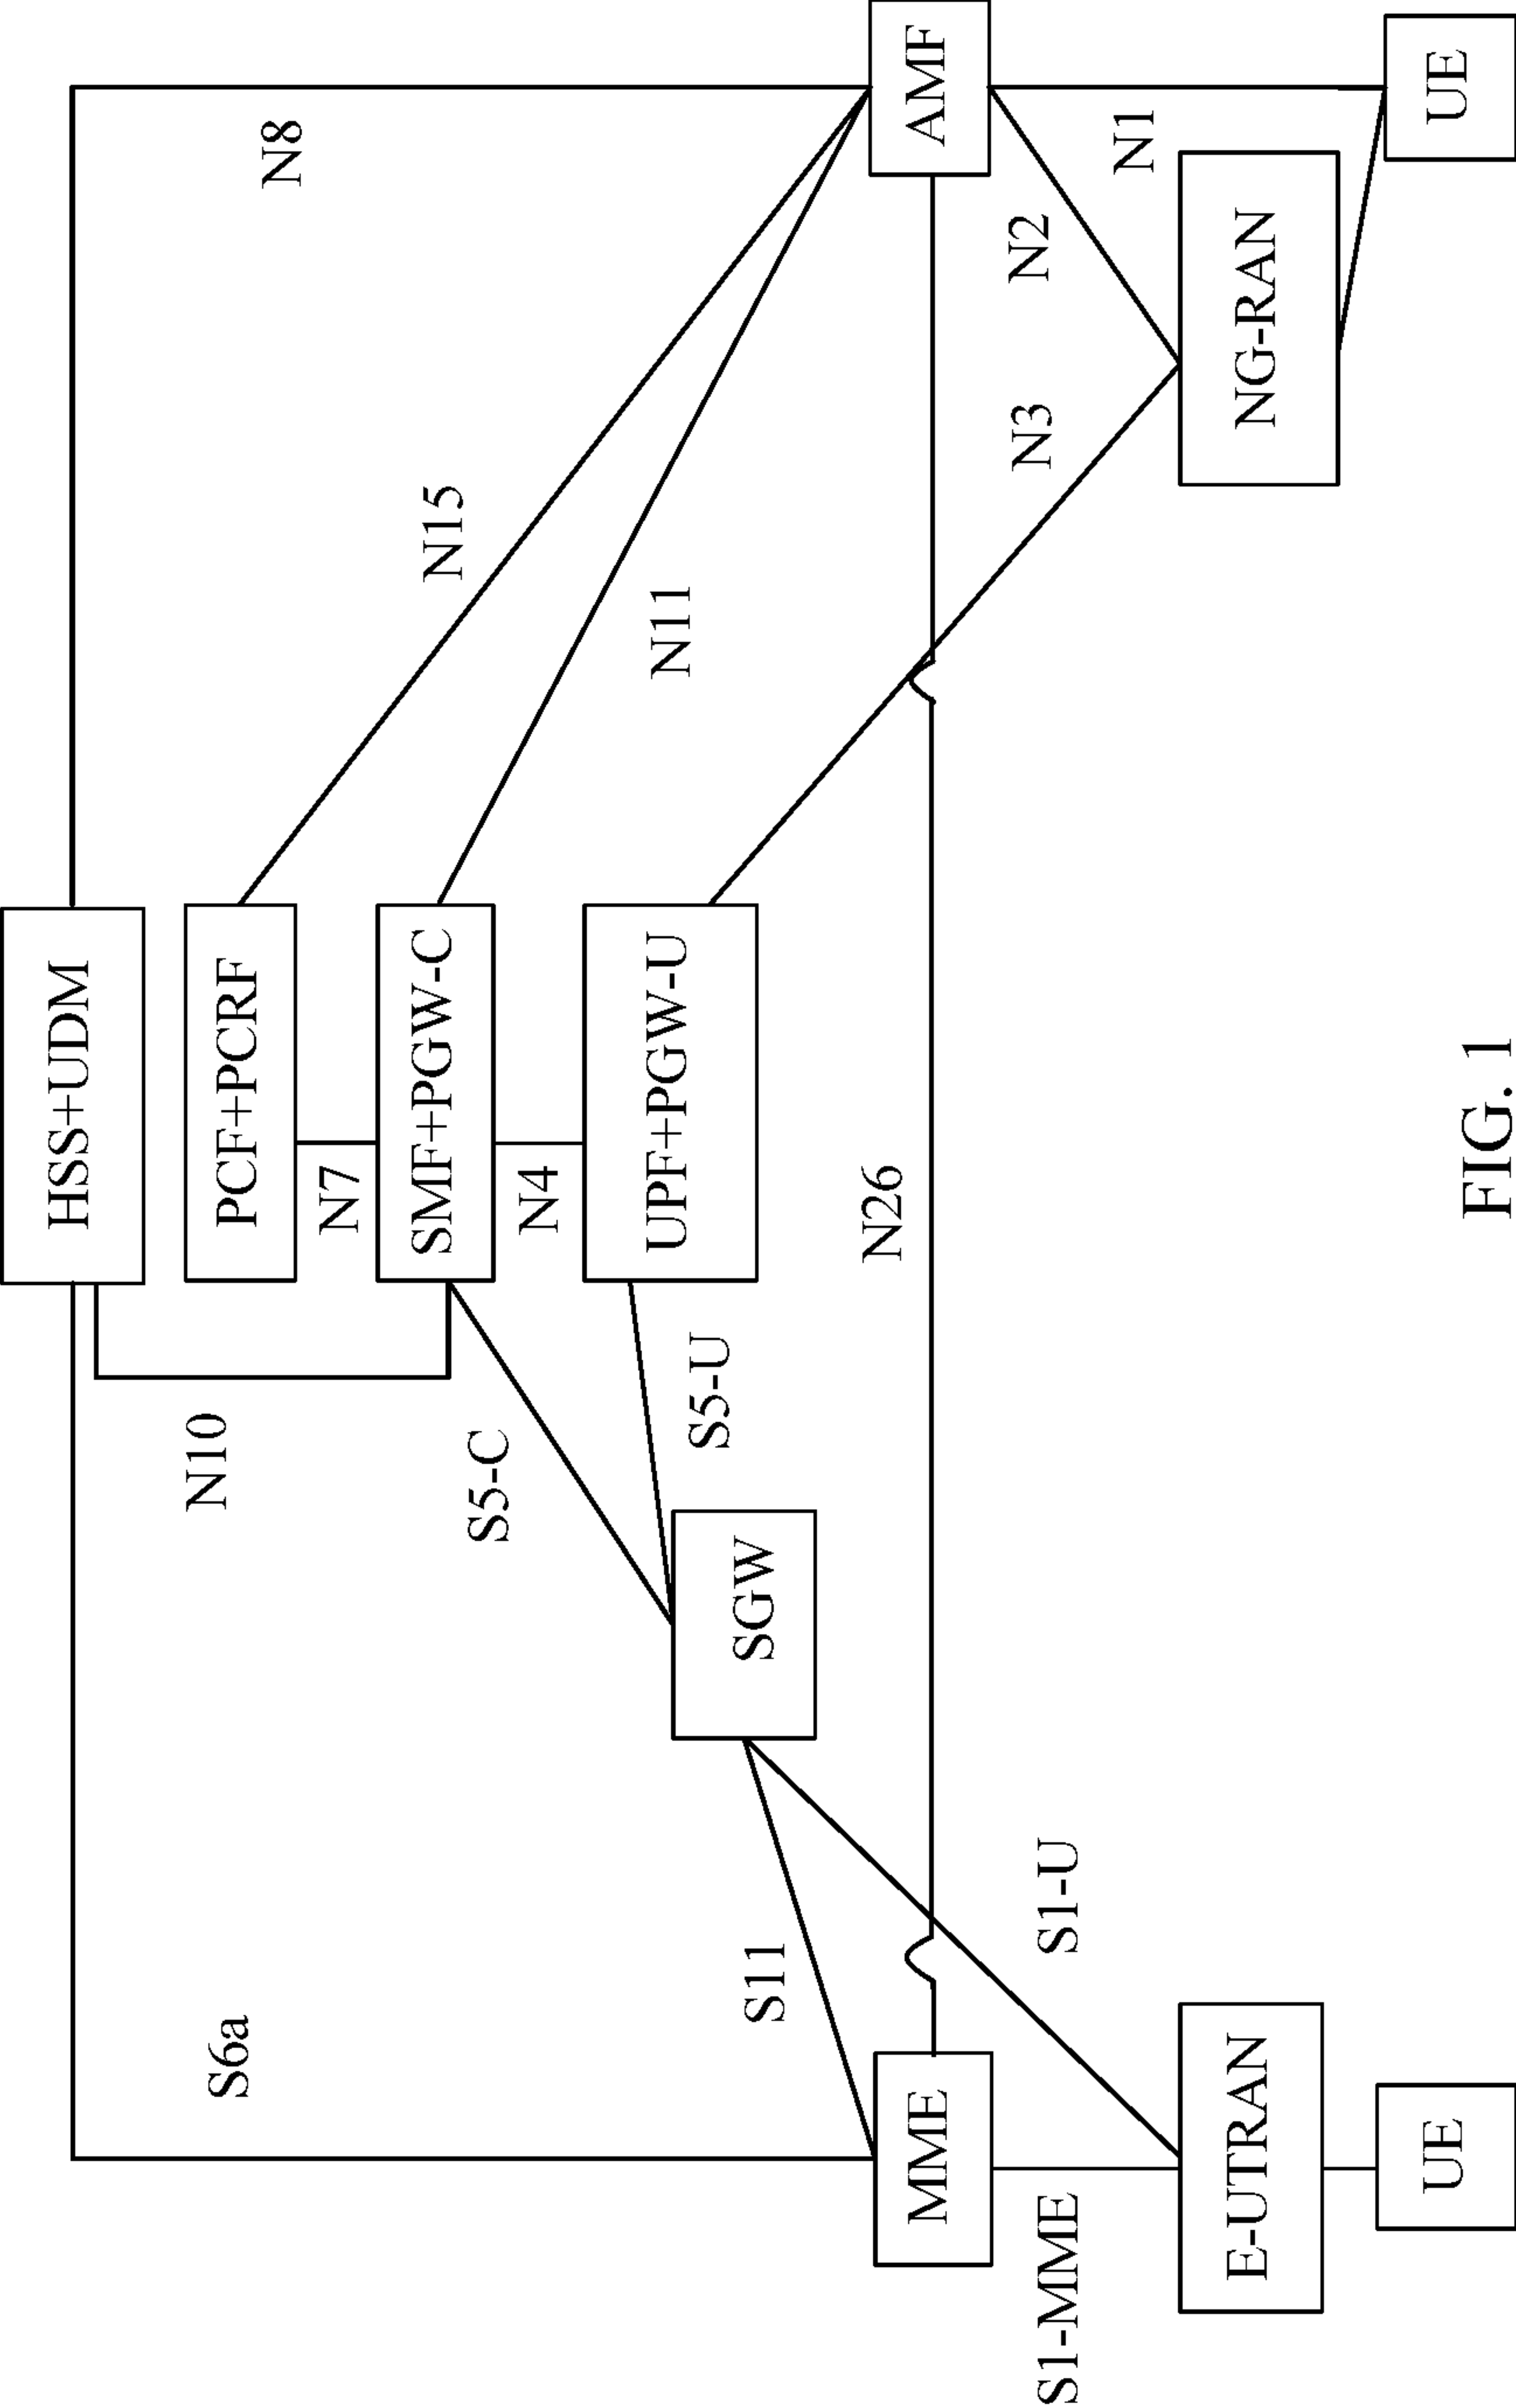 HSS+UDM
S6a
N10
N8
PCF+PCRF
N15
N7
SMF+PGW-C
N11
S5-C
N4
UPF+PGW-U
S5-U
SGW
S11
N26
N3
N2
AMF
MME
S1-MME
S1-U
N1
E-UTRAN
NG-RAN
UE
UE
FIG. 1